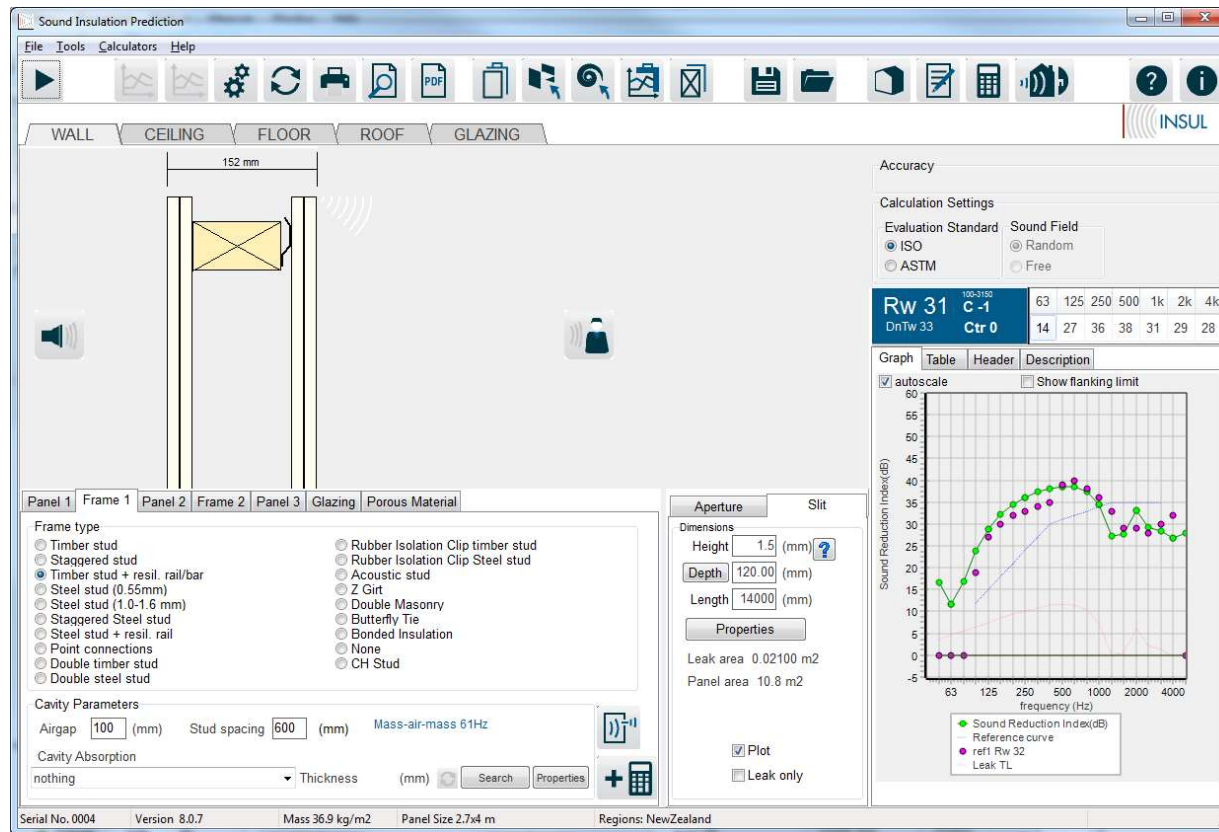 Sound Insulation Prediction
File Tools Calculators Help
PDF
INSUL
WALL CEILING FLOOR ROOF GLAZING
152 mm
Accuracy
Calculation Settings
Evaluation Standard Sound Field
ISO Random
ASTM Free
Rw 31 100-3150 C -1 63 125 250 500 1k 2k 4k
DnTw 33 Ctr 0 14 27 36 38 31 29 28
Graph Table Header Description
autoscale Show flanking limit
60
55
50
45
40
35
30
25
20
15
10
5
0
-5
Sound Reduction Index(dB)
63 125 250 500 1000 2000 4000
frequency (Hz)
Sound Reduction Index(dB)
Reference curve
ref1 Rw 32
Leak TL
Panel 1 Frame 1 Panel 2 Frame 2 Panel 3 Glazing Porous Material
Frame type
Timber stud
Staggered stud
Timber stud + resil. rail/bar
Steel stud (0.55mm)
Steel stud (1.0-1.6 mm)
Staggered Steel stud
Steel stud + resil. rail
Point connections
Double timber stud
Double steel stud
Rubber Isolation Clip timber stud
Rubber Isolation Clip Steel stud
Acoustic stud
Z Girt
Double Masonry
Butterfly Tie
Bonded Insulation
None
CH Stud
Cavity Parameters
Airgap 100 (mm) Stud spacing 600 (mm) Mass-air-mass 61Hz
Cavity Absorption
nothing Thickness (mm) Search Properties
Aperture Slit
Dimensions
Height 1.5 (mm) ?
Depth 120.00 (mm)
Length 14000 (mm)
Properties
Leak area 0.02100 m2
Panel area 10.8 m2
Plot
Leak only
Serial No. 0004 Version 8.0.7 Mass 36.9 kg/m2 Panel Size 2.7x4 m Regions: NewZealand